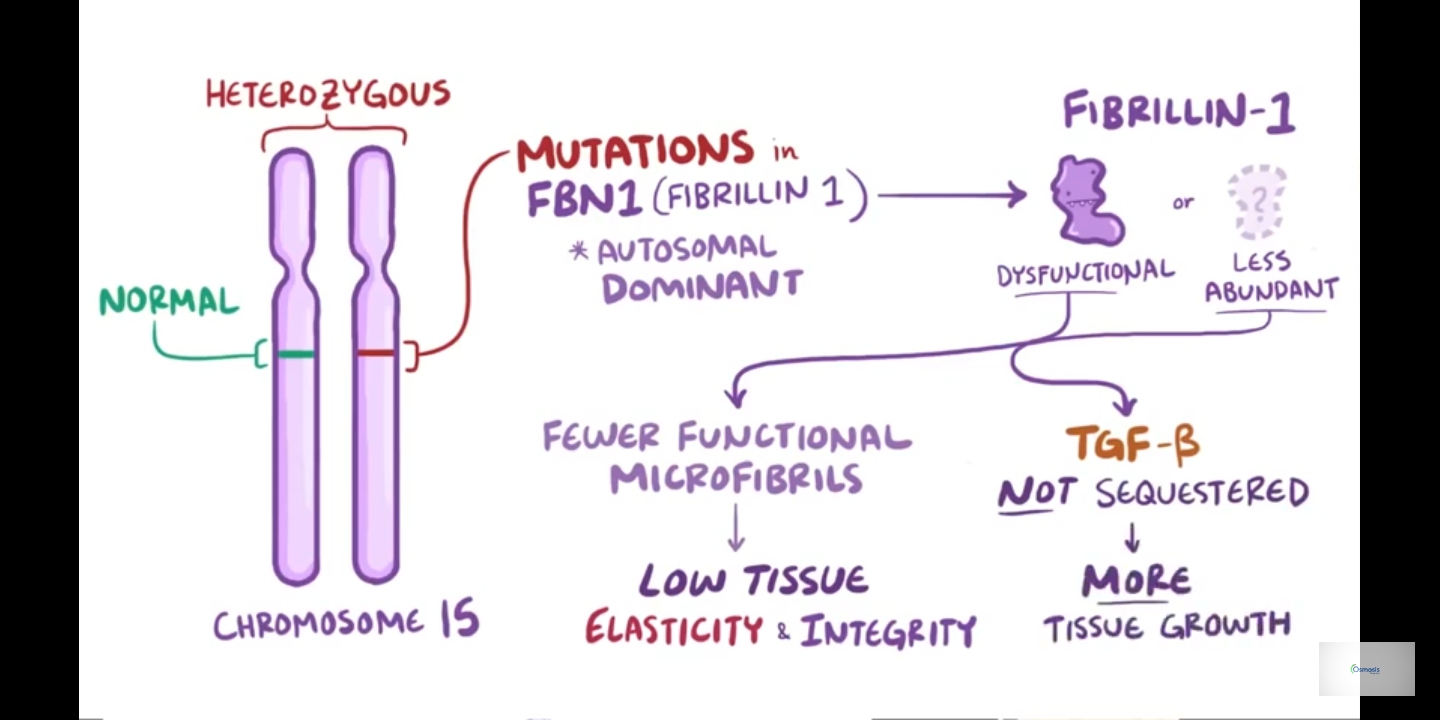 HETEROZYGOUS
NORMAL
CHROMOSOME 15
MUTATIONS in
FBN1 (FIBRILLIN 1)
* AUTOSOMAL
DOMINANT
FIBRILLIN-1
?
or
DYSFUNCTIONAL
LESS
ABUNDANT
FEWER FUNCTIONAL
MICROFIBRILS
LOW TISSUE
ELASTICITY & INTEGRITY
TGF-β
NOT SEQUESTERED
MORE
TISSUE GROWTH
Osmosis